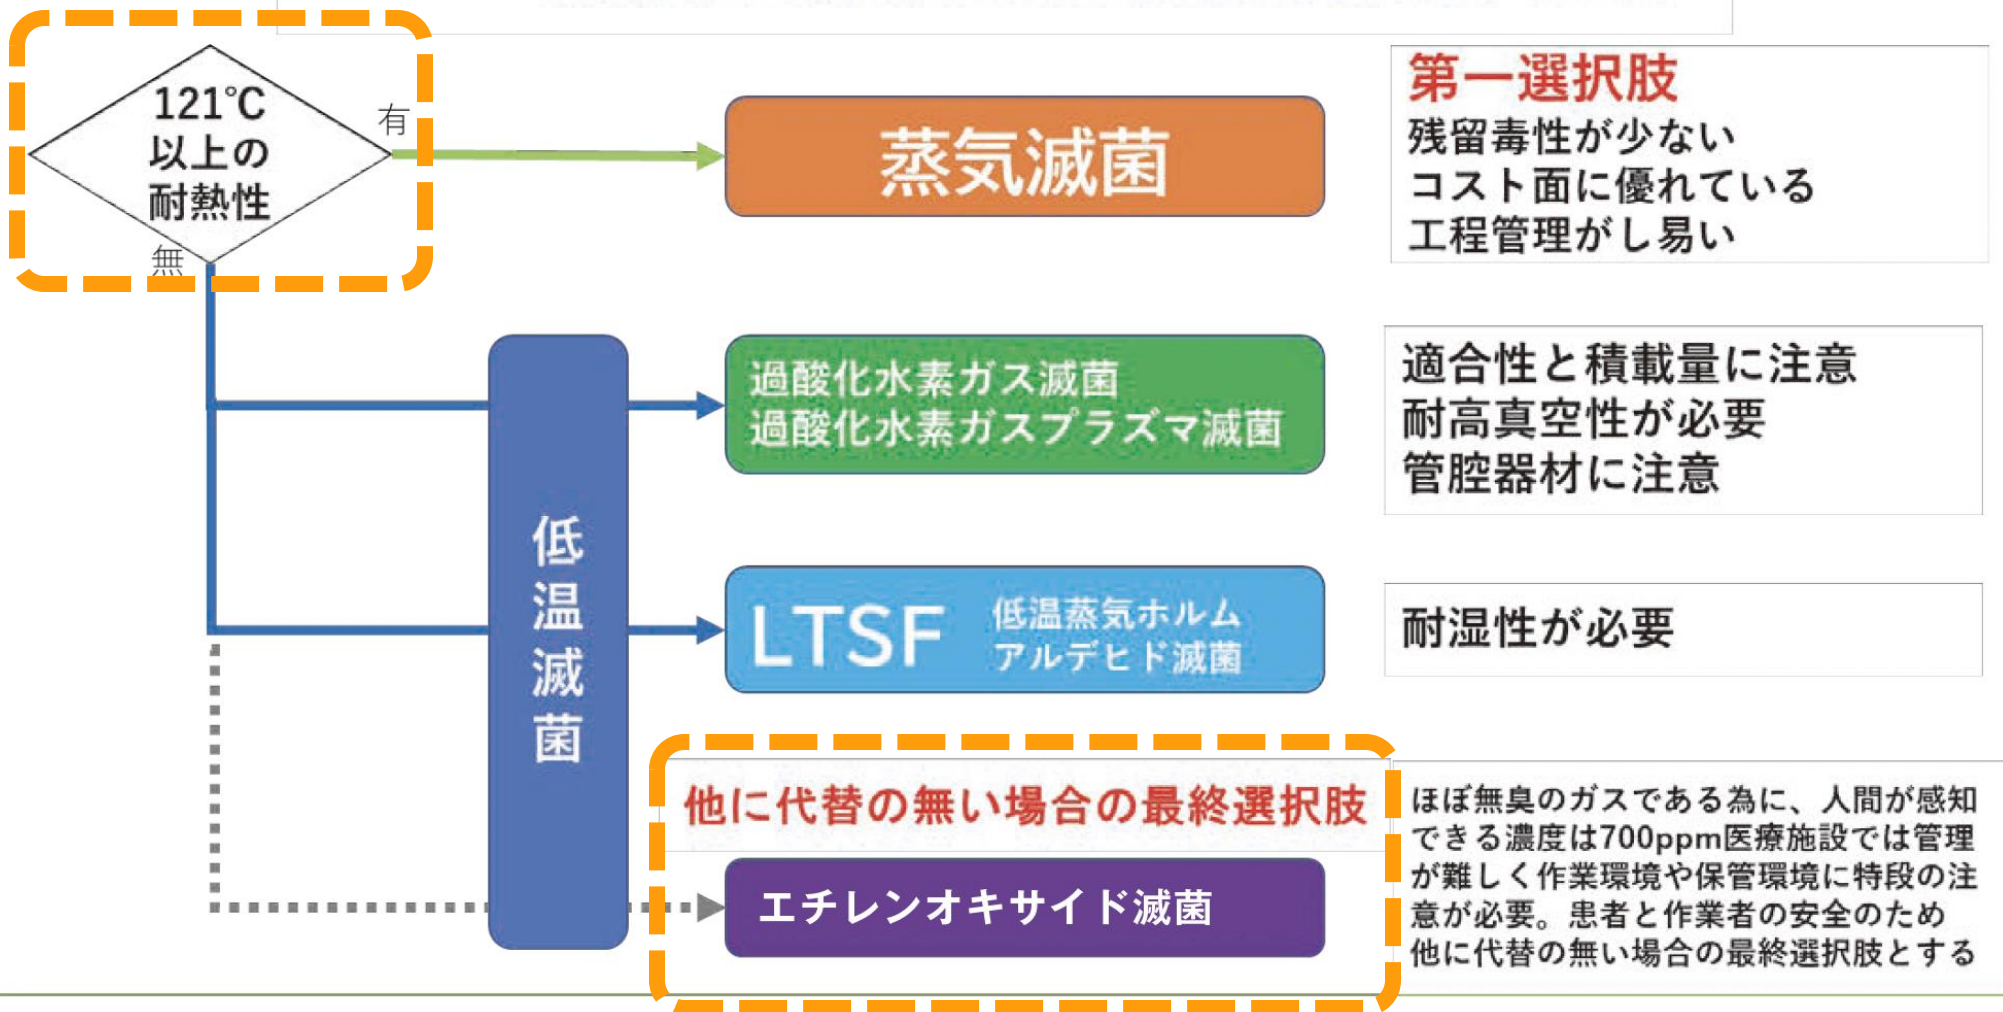 121℃
以上の
耐熱性
有
無
蒸気滅菌
第一選択肢
残留毒性が少ない
コスト面に優れている
工程管理がし易い
低温滅菌
過酸化水素ガス滅菌
過酸化水素ガスプラズマ滅菌
適合性と積載量に注意
耐高真空性が必要
管腔器材に注意
LTSF
低温蒸気ホルム
アルデヒド滅菌
耐湿性が必要
他に代替の無い場合の最終選択肢
エチレンオキサイド滅菌
ほぼ無臭のガスである為に、人間が感知
できる濃度は700ppm医療施設では管理
が難しく作業環境や保管環境に特段の注
意が必要。患者と作業者の安全のため
他に代替の無い場合の最終選択肢とする